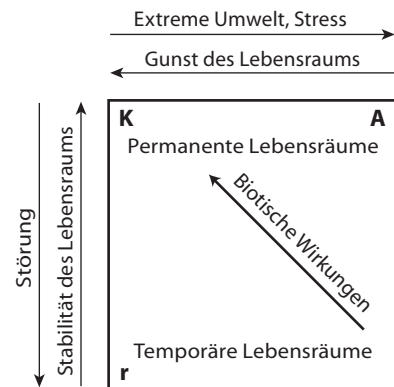 Extreme Umwelt, Stress
Gunst des Lebensraums
K
A
Permanente Lebensräume
Biotische Wirkungen
Störung
Stabilität des Lebensraums
Temporäre Lebensräume
r